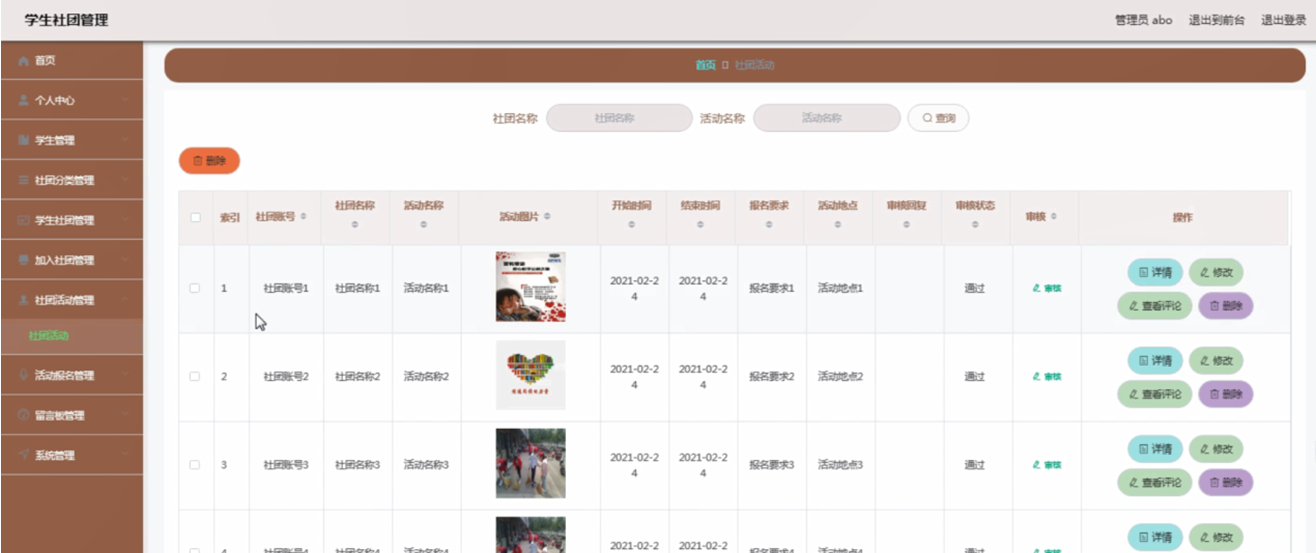 学生社团管理
管理员 abo 退出到前台 退出登录
首页
个人中心
学生管理
社团分类管理
学生社团管理
加入社团管理
社团活动管理
社团活动
活动报名管理
留言板管理
系统管理
首页 社团活动
社团名称 社团名称 活动名称 活动名称 查询
删除
索引 社团账号 社团名称 活动名称 活动图片 开始时间 结束时间 报名要求 活动地点 审核回复 审核状态 审核 操作
1 社团账号1 社团名称1 活动名称1 2021-02-24 2021-02-24 报名要求1 活动地点1 通过 审核 详情 修改
查看评论 删除
2 社团账号2 社团名称2 活动名称2 2021-02-24 2021-02-24 报名要求2 活动地点2 通过 审核 详情 修改
查看评论 删除
3 社团账号3 社团名称3 活动名称3 2021-02-24 2021-02-24 报名要求3 活动地点3 通过 审核 详情 修改
查看评论 删除
4 社团账号4 社团名称4 活动名称4 2021-02-2 2021-02-2 报名要求4 活动地点4 通过 审核 详情 修改